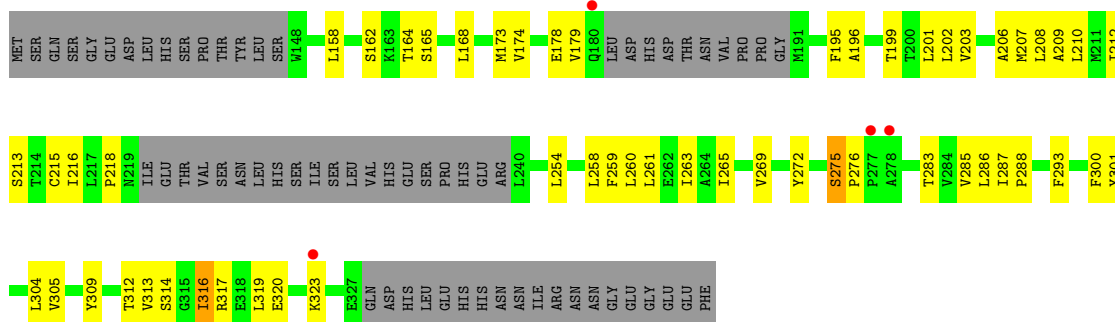 MET SER GLN SER GLY GLU ASP LEU HIS SER PRO THR TYR LEU SER W148 L158 S162 K163 T164 S165 L168 M173 V174 E178 V179 Q180 LEU ASP HIS ASP THR ASN VAL PRO PRO GLY M191 F195 A196 T199 T200 L201 L202 V203 A206 M207 L208 A209 L210 M211 I212
S213 T214 C215 I216 L217 P218 N219 ILE GLU THR VAL SER ASN LEU HIS SER ILE SER LEU VAL HIS GLU SER PRO HIS GLU ARG L240 L254 L258 F259 L260 L261 E262 I263 A264 I265 V269 Y272 S275 P276 P277 A278 T283 V284 V285 L286 I287 P288 F293 F300 Y301
L304 V305 Y309 T312 V313 S314 G315 I316 R317 E318 L319 E320 K323 E327 GLN ASP HIS LEU GLU HIS HIS ASN ASN ILE ARG ASN ASN GLY GLU GLY GLU GLU PHE